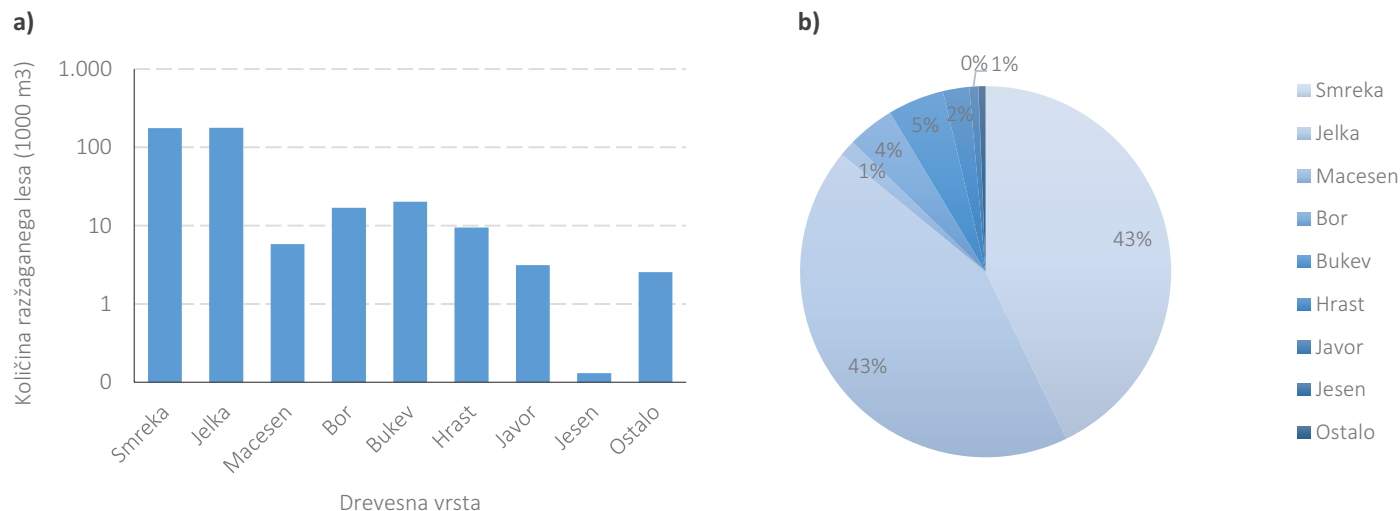 a)
Količina razžaganega lesa (1000 m3)
1.000
100
10
1
0
Smreka
Jelka
Macesen
Bor
Bukev
Hrast
Javor
Jesen
Ostalo
Drevesna vrsta
b)
0%
1%
2%
5%
4%
1%
43%
43%
Smreka
Jelka
Macesen
Bor
Bukev
Hrast
Javor
Jesen
Ostalo